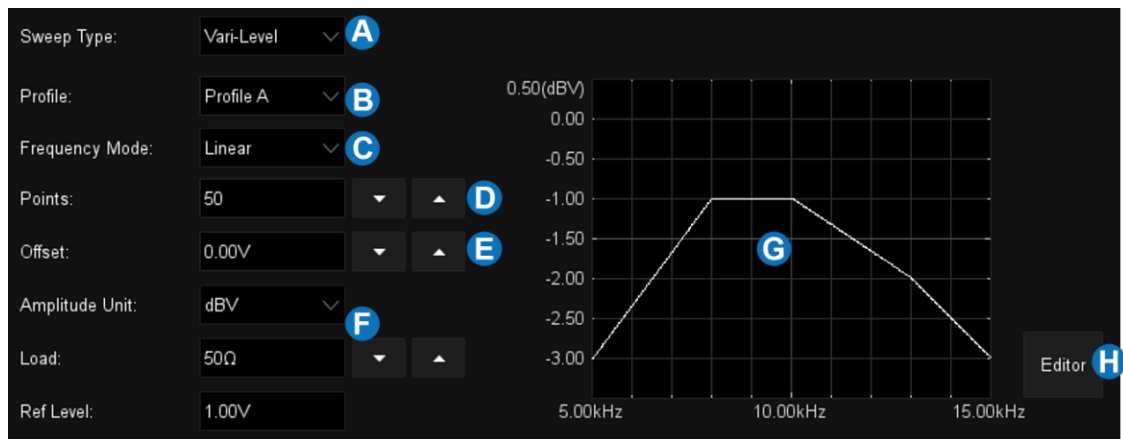 Sweep Type: Vari-Level A
Profile: Profile A B
Frequency Mode: Linear C
Points: 50 D
Offset: 0.00V E
Amplitude Unit: dBV
F
Load: 50Ω
Ref Level: 1.00V
0.50(dBV)
0.00
-0.50
-1.00
-1.50
G
-2.00
-2.50
-3.00
5.00kHz 10.00kHz 15.00kHz
Editor H